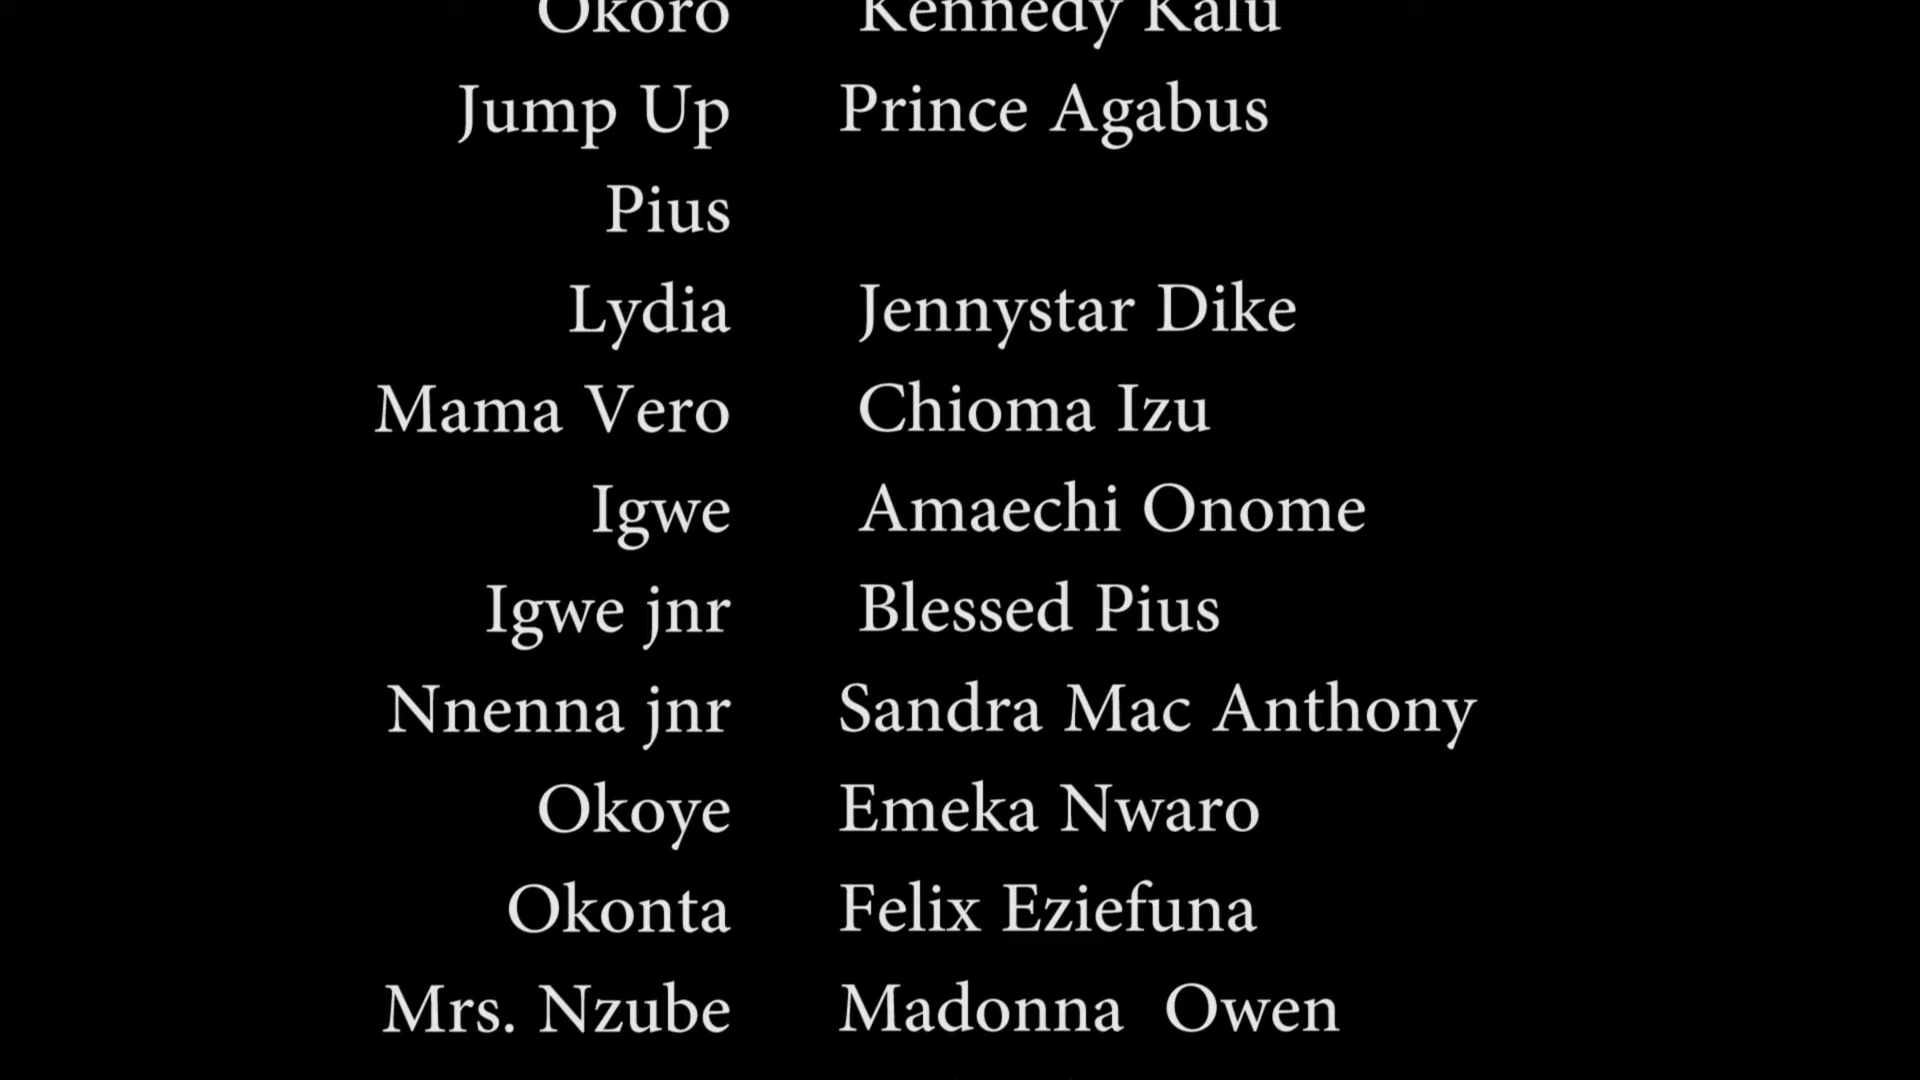 Okoro Kennedy Kalu
Jump Up Prince Agabus
Pius
Lydia Jennystar Dike
Mama Vero Chioma Izu
Igwe Amaechi Onome
Igwe jnr Blessed Pius
Nnenna jnr Sandra Mac Anthony
Okoye Emeka Nwaro
Okonta Felix Eziefuna
Mrs. Nzube Madonna Owen